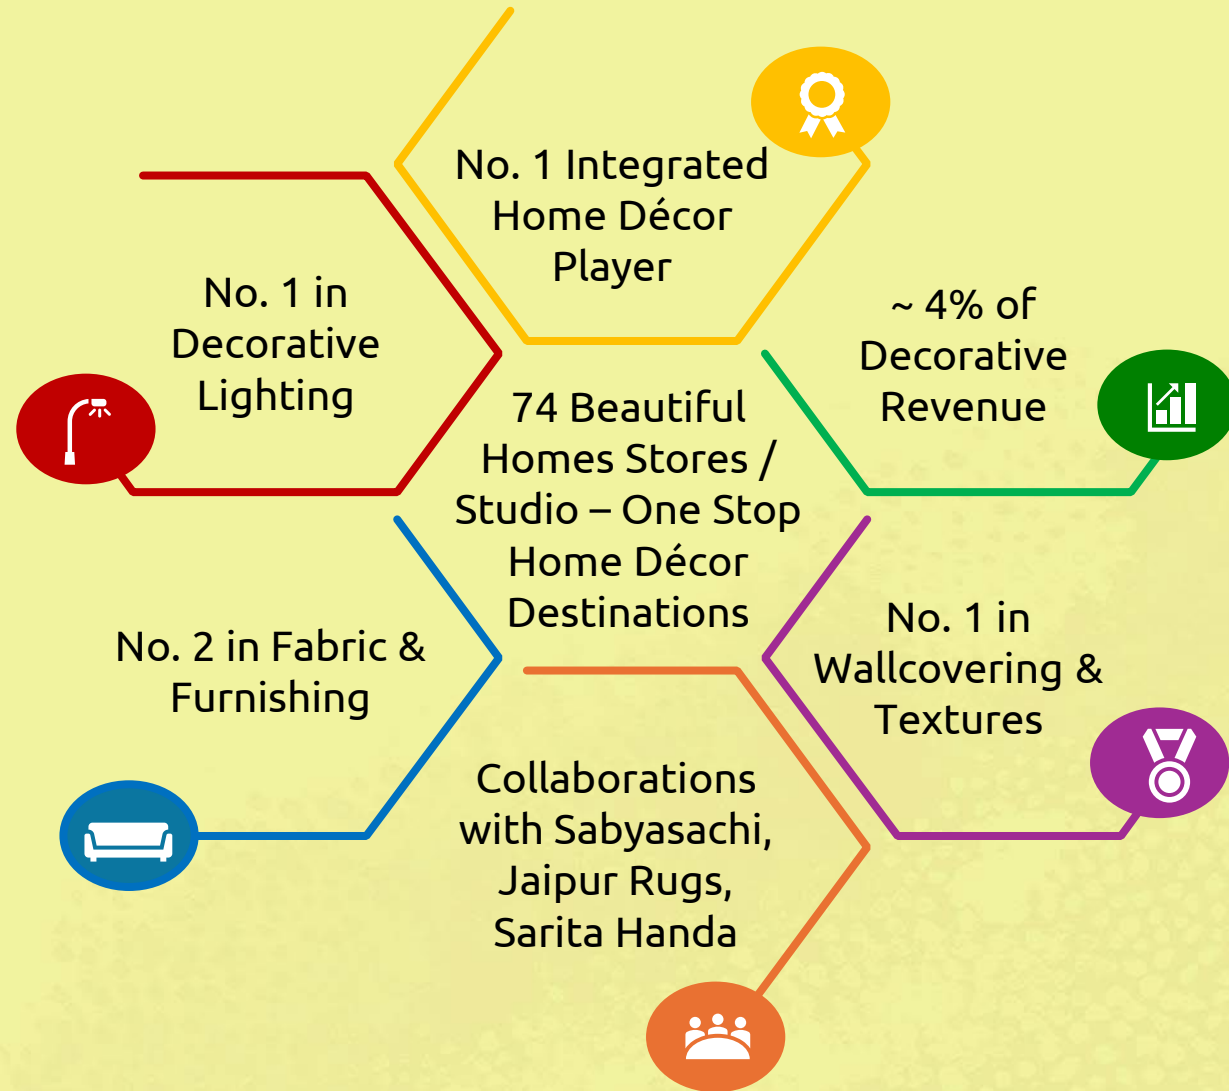 No. 1 Integrated
Home Décor
Player
No. 1 in
Decorative
Lighting
~ 4% of
Decorative
Revenue
74 Beautiful
Homes Stores /
Studio – One Stop
Home Décor
Destinations
No. 2 in Fabric &
Furnishing
No. 1 in
Wallcovering &
Textures
Collaborations
with Sabyasachi,
Jaipur Rugs,
Sarita Handa